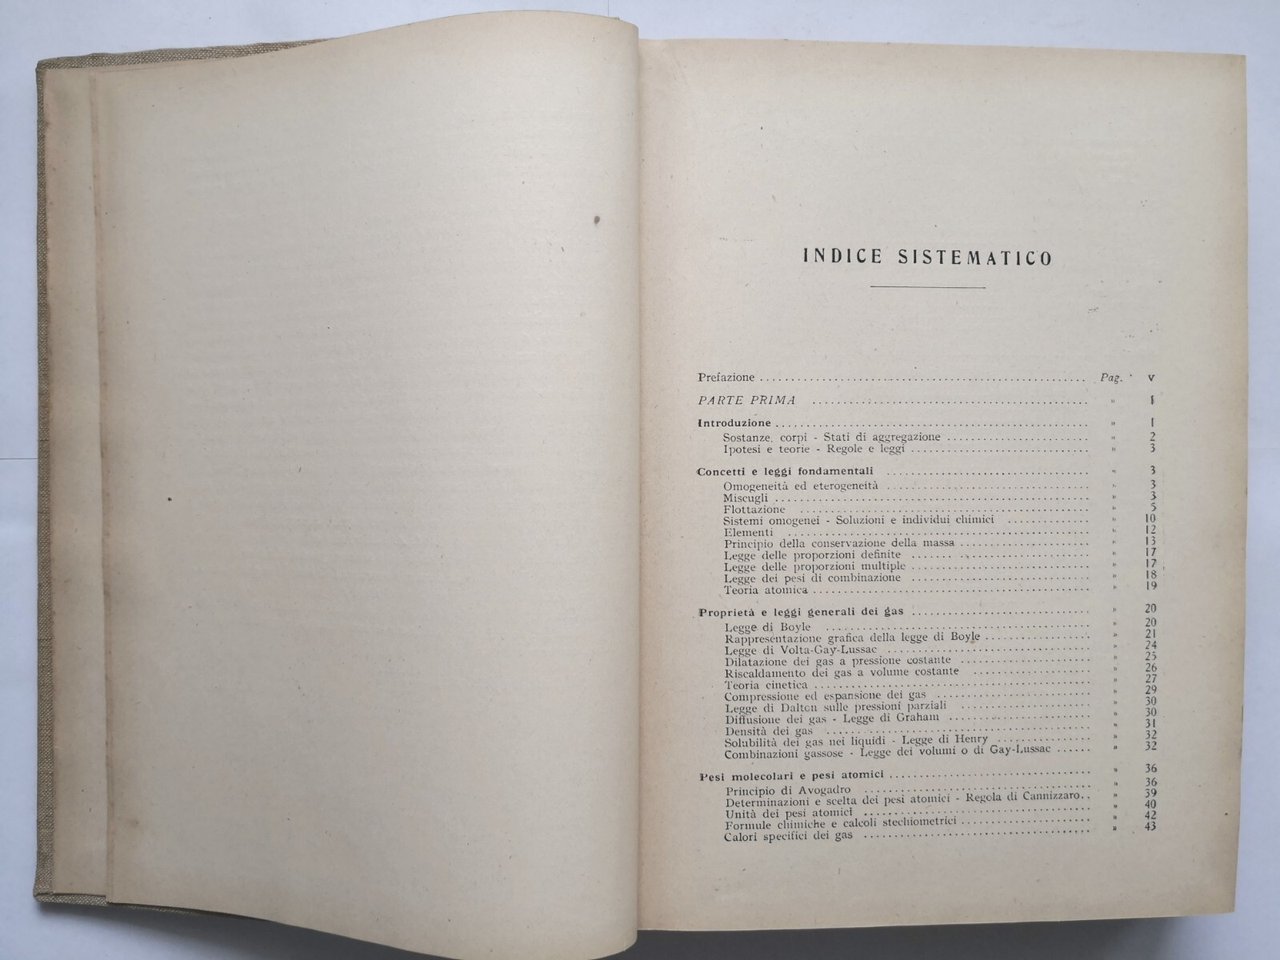 INDICE SISTEMATICO
Prefazione ........ Pag. v
PARTE PRIMA ........ » 1
Introduzione ........ » 1
Sostanze, corpi - Stati di aggregazione ........ » 2
Ipotesi e teorie - Regole e leggi ........ » 3
Concetti e leggi fondamentali ........ » 3
Omogeneità ed eterogeneità ........ » 3
Miscugli ........ » 3
Flottazione ........ » 5
Sistemi omogenei - Soluzioni e individui chimici ........ » 10
Elementi ........ » 12
Principio della conservazione della massa ........ » 13
Legge delle proporzioni definite ........ » 17
Legge delle proporzioni multiple ........ » 17
Legge dei pesi di combinazione ........ » 18
Teoria atomica ........ » 19
Proprietà e leggi generali dei gas ........ » 20
Legge di Boyle ........ » 20
Rappresentazione grafica della legge di Boyle ........ » 21
Legge di Volta-Gay-Lussac ........ » 24
Dilatazione dei gas a pressione costante ........ » 25
Riscaldamento dei gas a volume costante ........ » 26
Teoria cinetica ........ » 27
Compressione ed espansione dei gas ........ » 29
Legge di Dalton sulle pressioni parziali ........ » 30
Diffusione dei gas - Legge di Graham ........ » 30
Densità dei gas ........ » 31
Solubilità dei gas nei liquidi - Legge di Henry ........ » 32
Combinazioni gassose - Legge dei volumi o di Gay-Lussac ...... » 32
Pesi molecolari e pesi atomici ........ » 36
Principio di Avogadro ........ » 36
Determinazioni e scelta dei pesi atomici - Regola di Cannizzaro .. » 39
Unità dei pesi atomici ........ » 40
Formule chimiche e calcoli stechiometrici ........ » 42
Calori specifici dei gas ........ » 43